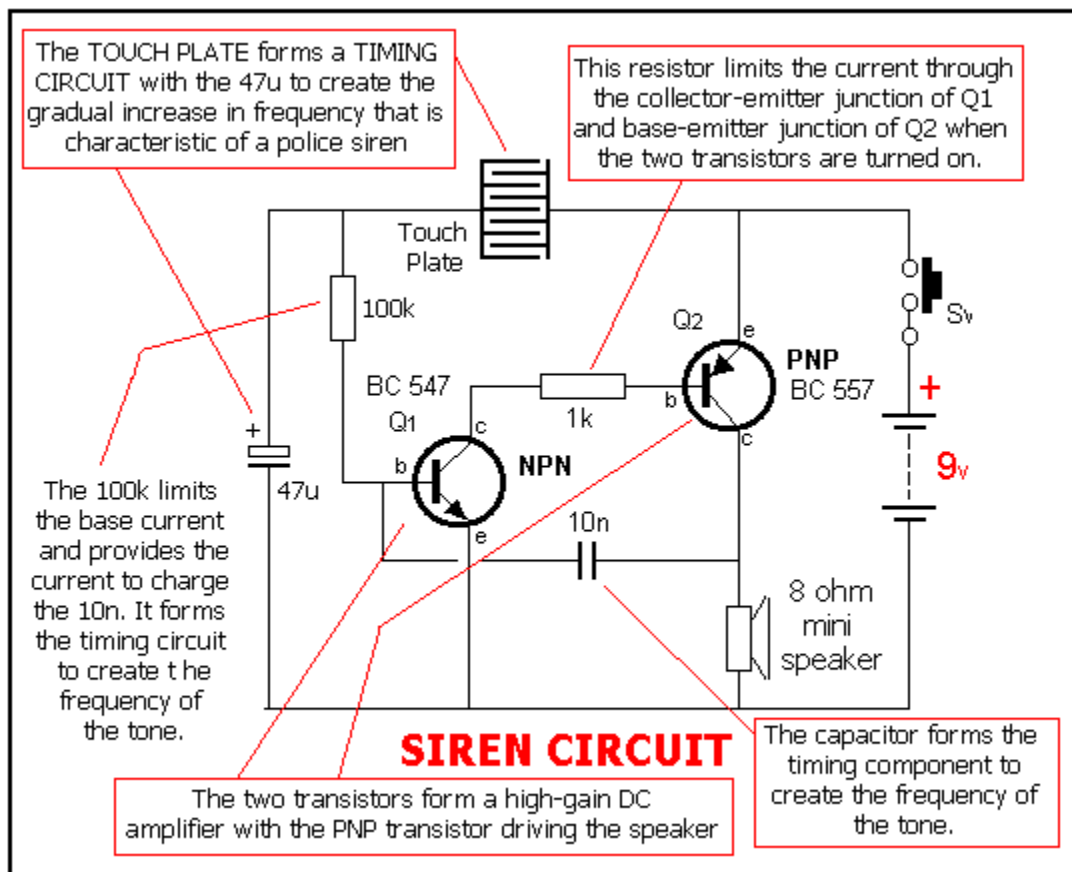 The TOUCH PLATE forms a TIMING
CIRCUIT with the 47u to create the
gradual increase in frequency that is
characteristic of a police siren
This resistor limits the current through
the collector-emitter junction of Q1
and base-emitter junction of Q2 when
the two transistors are turned on.
Touch
Plate
100k
Sv
Q2
e
PNP
BC 557
b
c
BC 547
Q1
c
1k
b
NPN
e
+
9v
+
47u
The 100k limits
the base current
and provides the
current to charge
the 10n. It forms
the timing circuit
to create t he
frequency of
the tone.
10n
8 ohm
mini
speaker
SIREN CIRCUIT
The capacitor forms the
timing component to
create the frequency of
the tone.
The two transistors form a high-gain DC
amplifier with the PNP transistor driving the speaker